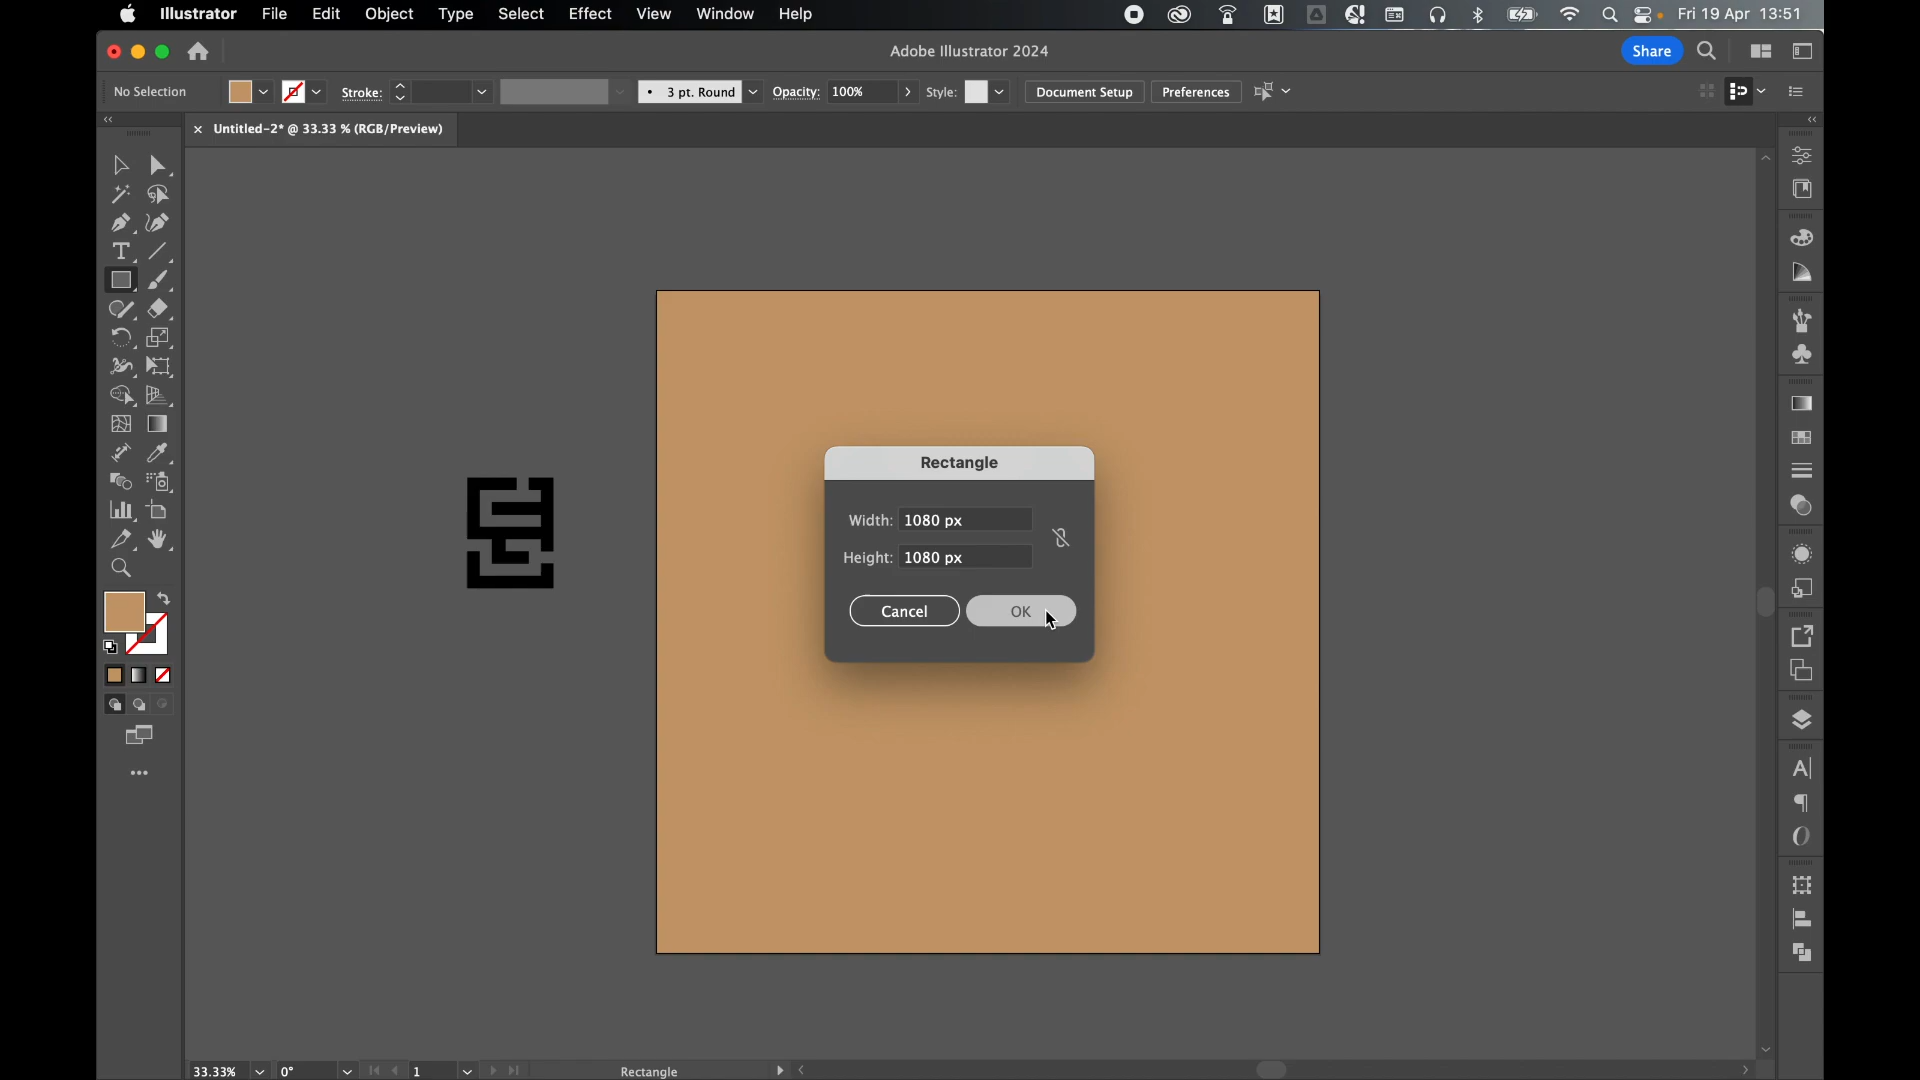 Illustrator File Edit Object Type Select Effect View Window Help Fri 19 Apr 13:51
Adobe Illustrator 2024 Share
No Selection Stroke: 3 pt. Round Opacity: 100% Style: Document Setup Preferences
× Untitled-2* @ 33.33 % (RGB/Preview)
Rectangle
Width: 1080 px
Height: 1080 px
Cancel OK
33.33% 0° 1 Rectangle